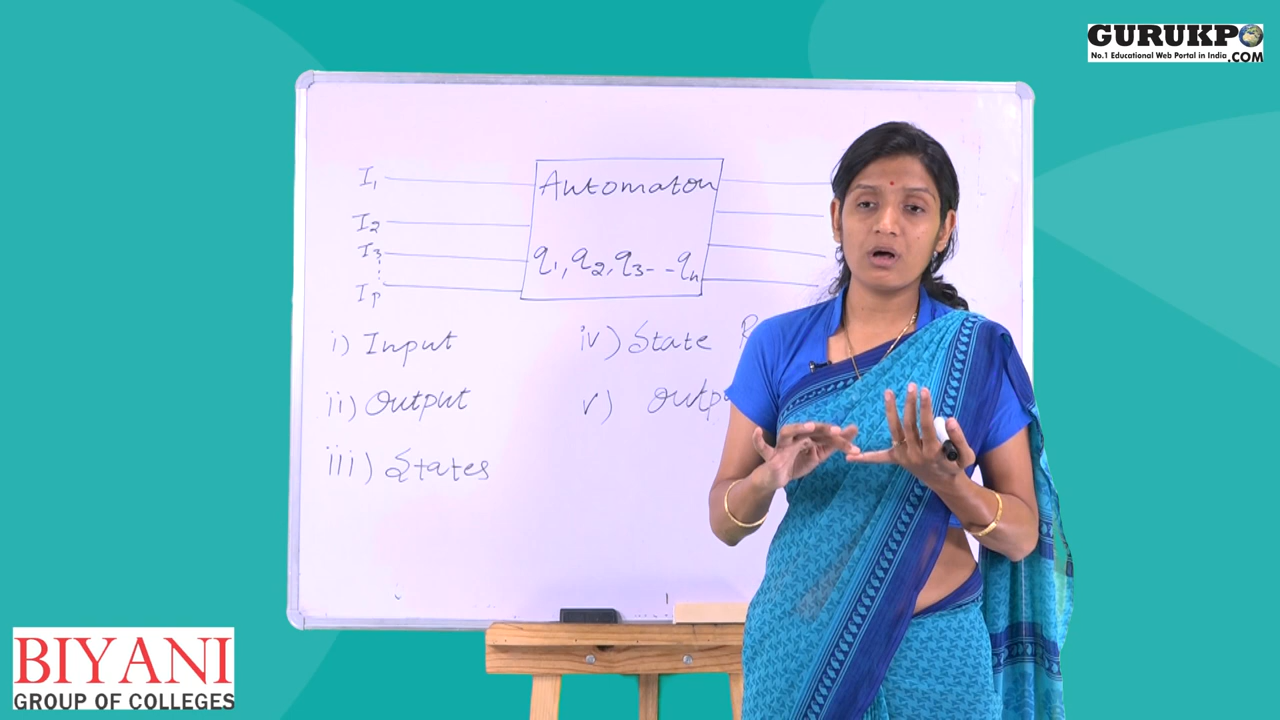 GURUKPO
No.1 Educational Web Portal in India
.COM
I1
Automaton
I2
I3
q1, q2, q3- - qn
Ip
i) Input
iv) State R
ii) Output
v) Outp
iii) States
BIYANI
GROUP OF COLLEGES